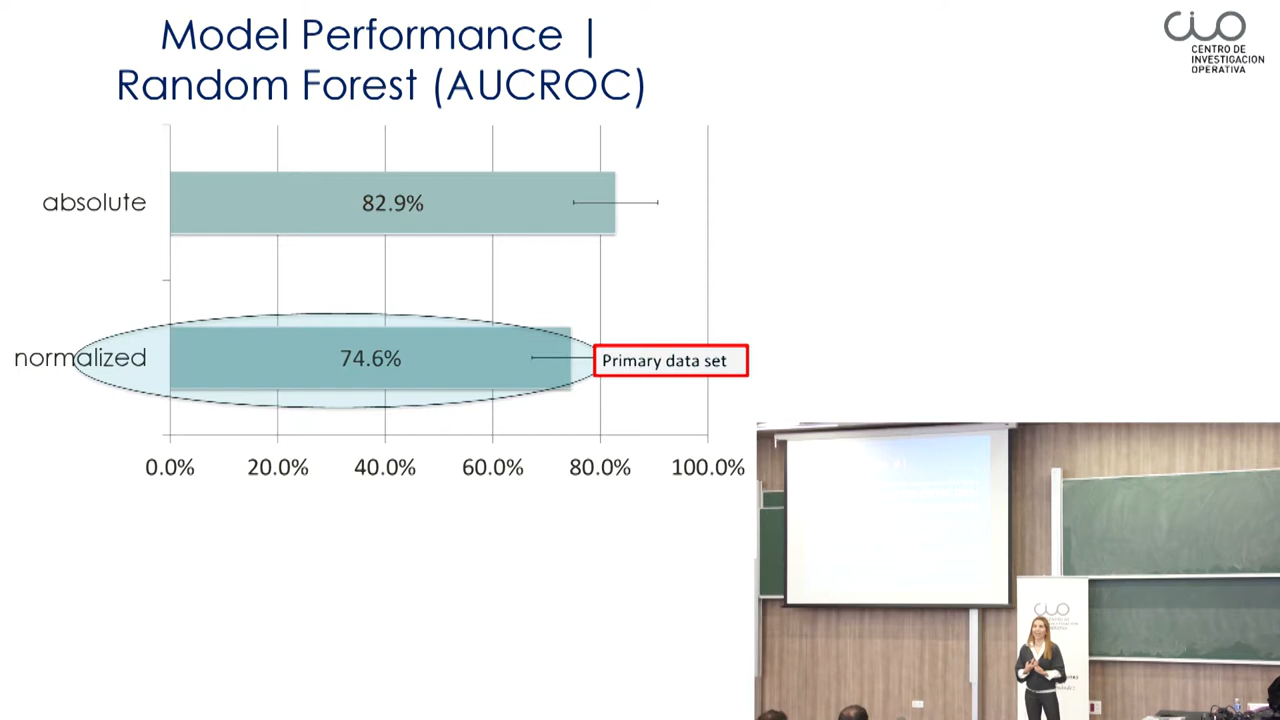 Model Performance |
Random Forest (AUCROC)
CIO
CENTRO DE
INVESTIGACION
OPERATIVA
absolute
82.9%
normalized
74.6%
Primary data set
0.0%
20.0%
40.0%
60.0%
80.0%
100.0%
CIO